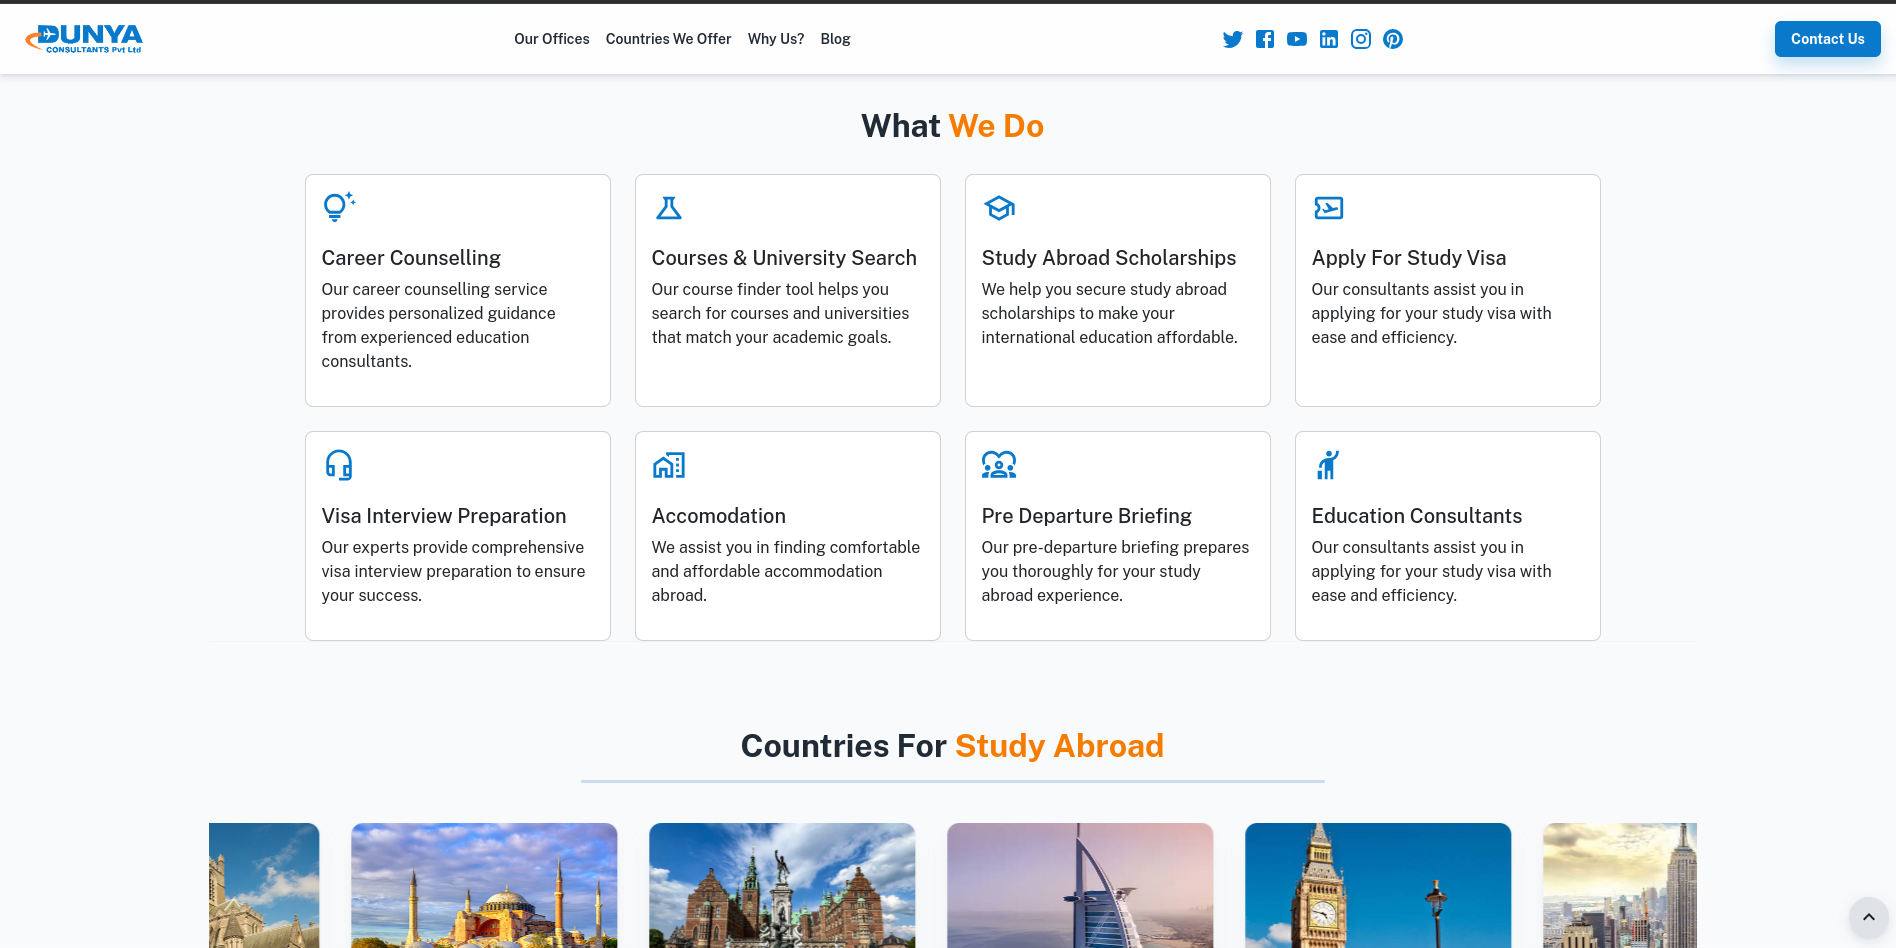 DUNYA
CONSULTANTS Pvt Ltd
Our Offices
Countries We Offer
Why Us?
Blog
Contact Us
What We Do
Career Counselling
Our career counselling service
provides personalized guidance
from experienced education
consultants.
Courses & University Search
Our course finder tool helps you
search for courses and universities
that match your academic goals.
Study Abroad Scholarships
We help you secure study abroad
scholarships to make your
international education affordable.
Apply For Study Visa
Our consultants assist you in
applying for your study visa with
ease and efficiency.
Visa Interview Preparation
Our experts provide comprehensive
visa interview preparation to ensure
your success.
Accomodation
We assist you in finding comfortable
and affordable accommodation
abroad.
Pre Departure Briefing
Our pre-departure briefing prepares
you thoroughly for your study
abroad experience.
Education Consultants
Our consultants assist you in
applying for your study visa with
ease and efficiency.
Countries For Study Abroad